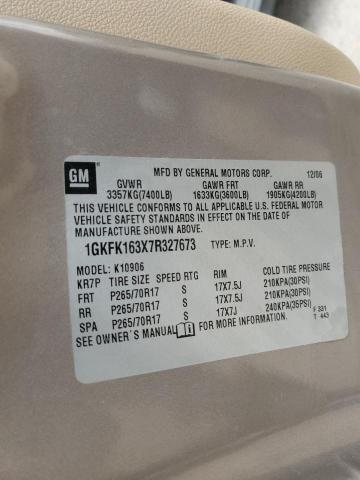 GM
MFD BY GENERAL MOTORS CORP. 12/06
GVWR GAWR FRT GAWR RR
3357KG(7400LB) 1633KG(3600LB) 1905KG(4200LB)
THIS VEHICLE CONFORMS TO ALL APPLICABLE U.S. FEDERAL MOTOR
VEHICLE SAFETY STANDARDS IN EFFECT ON THE DATE OF
MANUFACTURE SHOWN ABOVE.
1GKFK163X7R327673 TYPE: M.P.V.
MODEL: K10906
KR7P TIRE SIZE SPEED RTG RIM COLD TIRE PRESSURE
FRT P265/70R17 S 17X7.5J 210KPA(30PSI)
RR P265/70R17 S 17X7.5J 210KPA(30PSI)
SPA P265/70R17 S 17X7J 240KPA(35PSI) F 331
SEE OWNER'S MANUAL FOR MORE INFORMATION. T 443